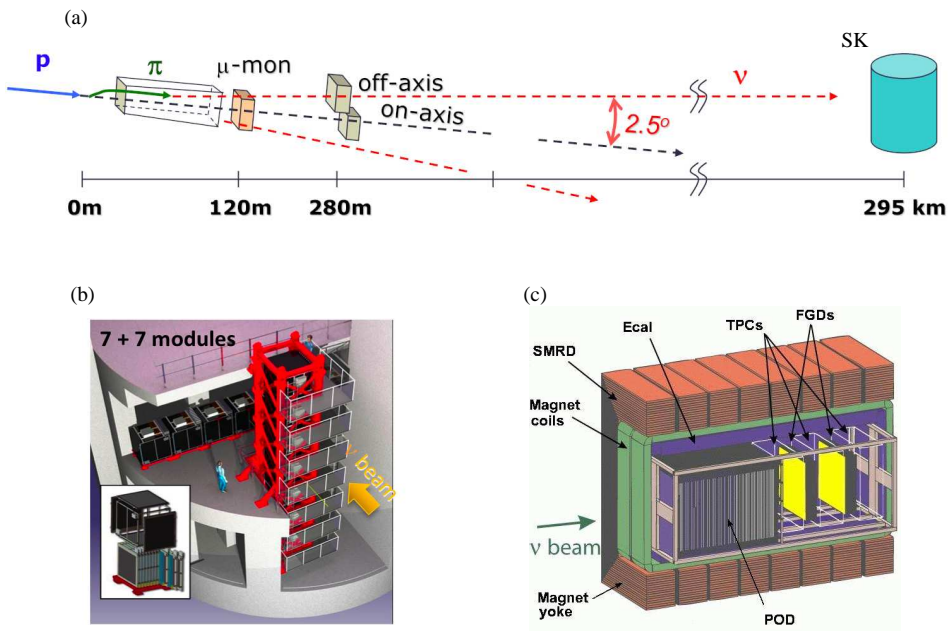 (a)
SK
p
π
μ-mon
off-axis
on-axis
ν
2.5º
0m
120m
280m
295 km
(b)
(c)
7 + 7 modules
ν beam
Ecal
TPCs
FGDs
SMRD
Magnet
coils
ν beam
Magnet
yoke
POD